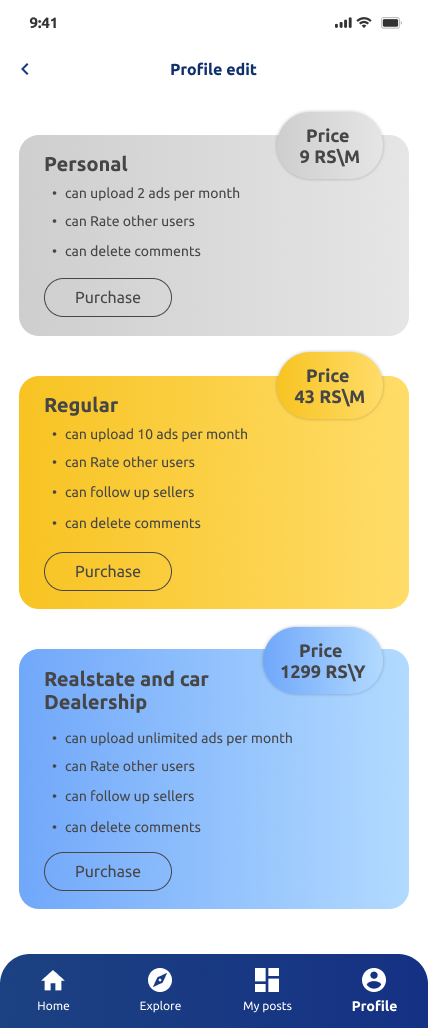 9:41
Profile edit
Price
9 RS\M
Personal
• can upload 2 ads per month
• can Rate other users
• can delete comments
Purchase
Price
43 RS\M
Regular
• can upload 10 ads per month
• can Rate other users
• can follow up sellers
• can delete comments
Purchase
Price
1299 RS\Y
Realstate and car
Dealership
• can upload unlimited ads per month
• can Rate other users
• can follow up sellers
• can delete comments
Purchase
Home
Explore
My posts
Profile